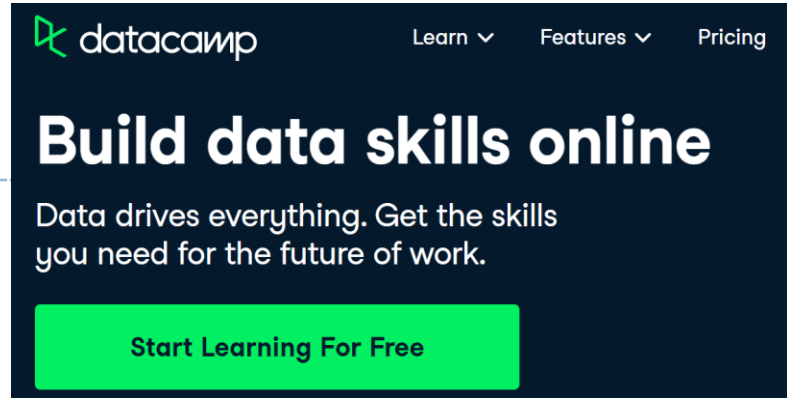 datacamp
Learn Features Pricing
Build data skills online
Data drives everything. Get the skills
you need for the future of work.
Start Learning For Free